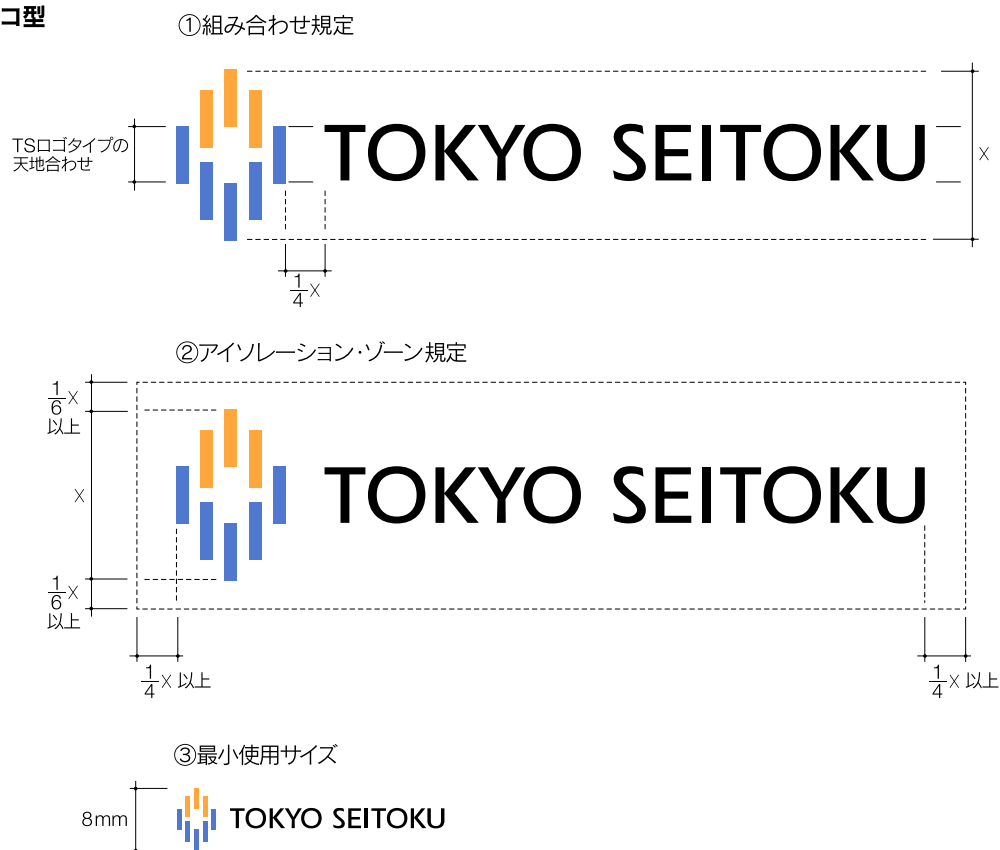 コ型
①組み合わせ規定
TSロゴタイプの
天地合わせ
TOKYO SEITOKU
X
1/4 X
②アイソレーション・ゾーン規定
1/6 X
以上
X
TOKYO SEITOKU
1/6 X
以上
1/4 X 以上
1/4 X 以上
③最小使用サイズ
8mm
TOKYO SEITOKU